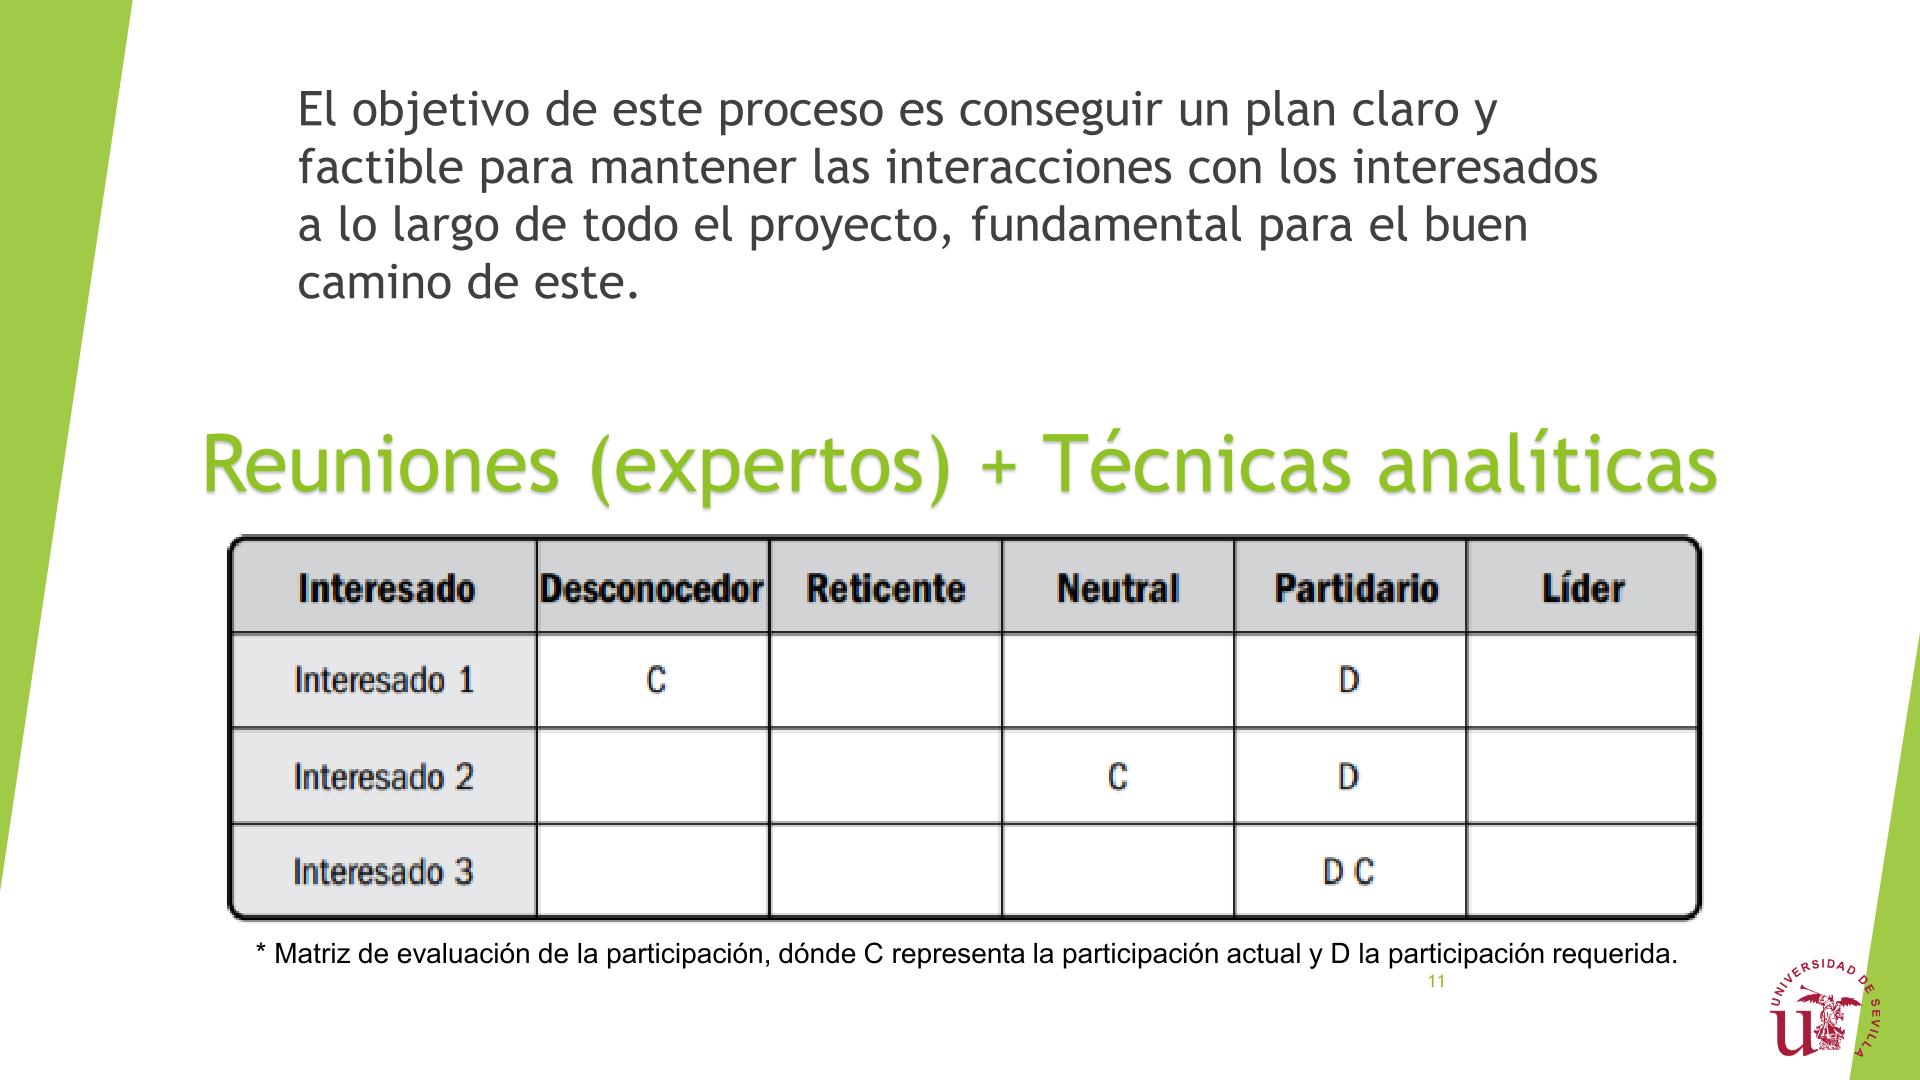 El objetivo de este proceso es conseguir un plan claro y
factible para mantener las interacciones con los interesados
a lo largo de todo el proyecto, fundamental para el buen
camino de este.
Reuniones (expertos) + Técnicas analíticas
Interesado Desconocedor Reticente Neutral Partidario Líder
Interesado 1 C D
Interesado 2 C D
Interesado 3 D C
* Matriz de evaluación de la participación, dónde C representa la participación actual y D la participación requerida.
11
UNIVERSIDAD DE SEVILLA
u